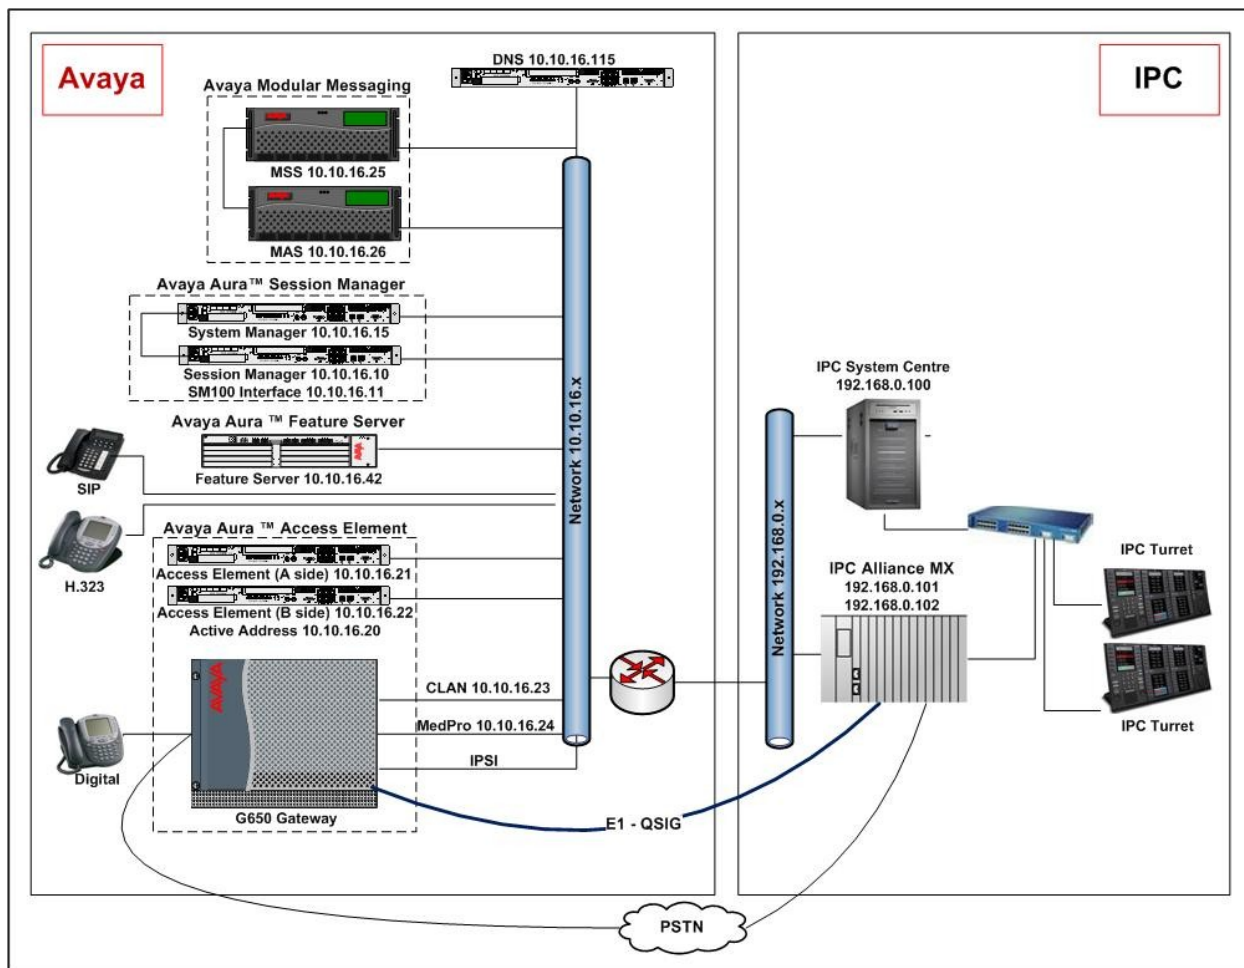 Avaya
DNS 10.10.16.115
IPC
Avaya Modular Messaging
AVAYA
MSS 10.10.16.25
AVAYA
MAS 10.10.16.26
Avaya Aura™ Session Manager
System Manager 10.10.16.15
Session Manager 10.10.16.10
SM100 Interface 10.10.16.11
Avaya Aura ™ Feature Server
AVAYA
Feature Server 10.10.16.42
SIP
H.323
Avaya Aura ™ Access Element
Access Element (A side) 10.10.16.21
Access Element (B side) 10.10.16.22
Active Address 10.10.16.20
AVAYA
CLAN 10.10.16.23
MedPro 10.10.16.24
IPSI
Digital
G650 Gateway
Network 10.10.16.x
E1 - QSIG
PSTN
Network 192.168.0.x
IPC System Centre
192.168.0.100
IPC Alliance MX
192.168.0.101
192.168.0.102
IPC Turret
IPC Turret